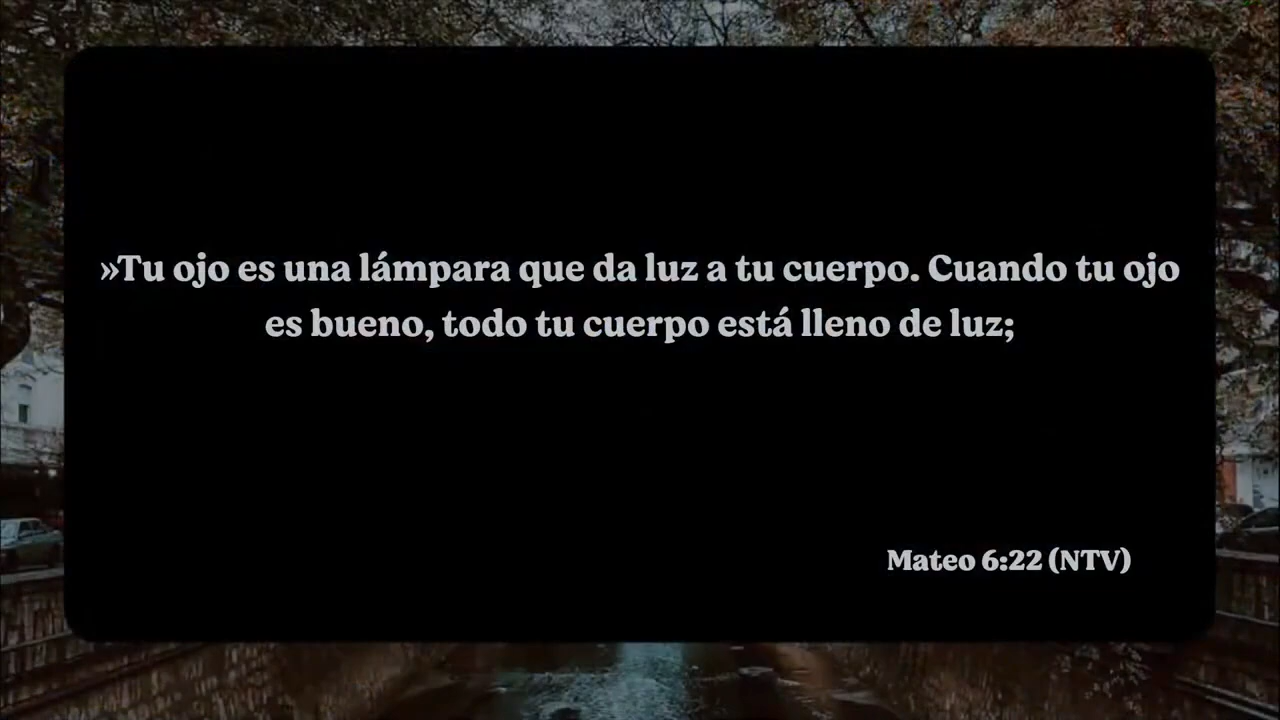 »Tu ojo es una lámpara que da luz a tu cuerpo. Cuando tu ojo
es bueno, todo tu cuerpo está lleno de luz;
Mateo 6:22 (NTV)